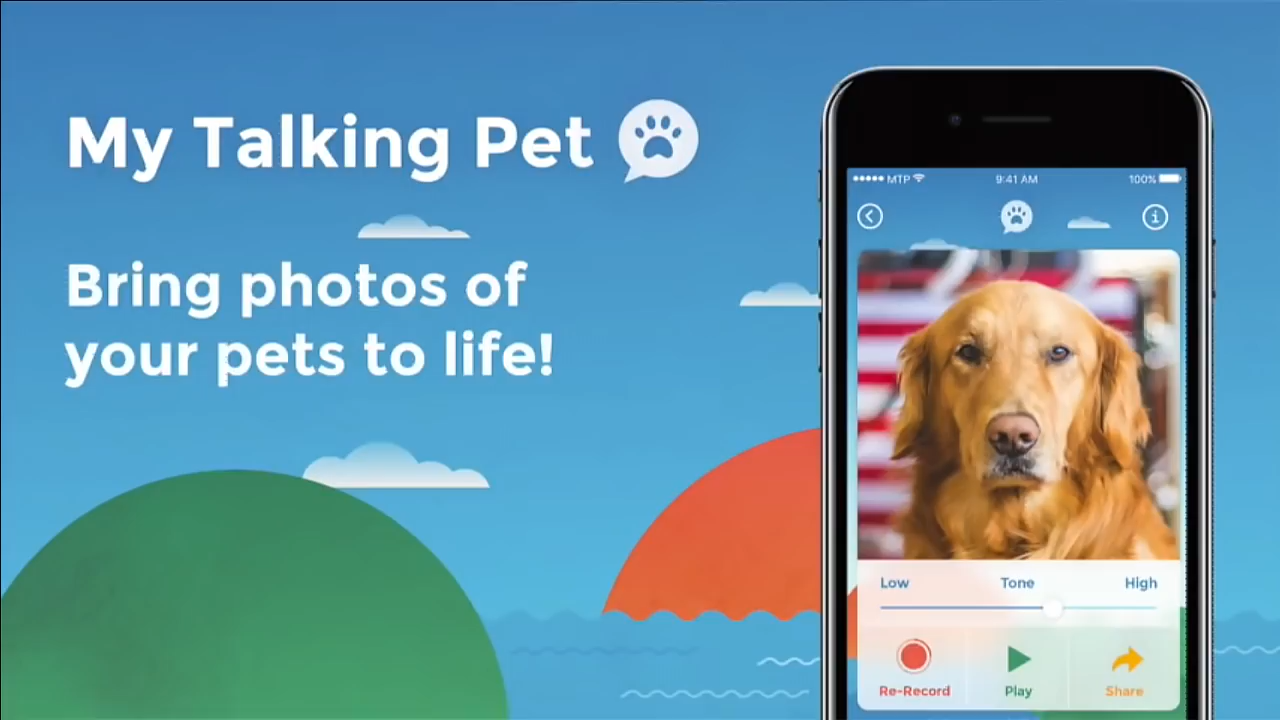 My Talking Pet
Bring photos of
your pets to life!
MTP
9:41 AM
100%
Low
Tone
High
Re-Record
Play
Share